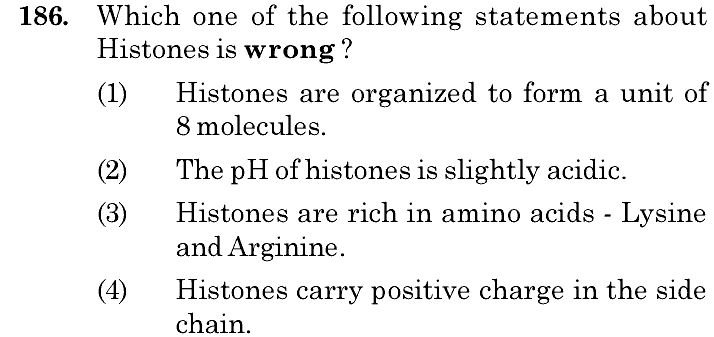 186. Which one of the following statements about
Histones is wrong ?
(1) Histones are organized to form a unit of
8 molecules.
(2) The pH of histones is slightly acidic.
(3) Histones are rich in amino acids - Lysine
and Arginine.
(4) Histones carry positive charge in the side
chain.